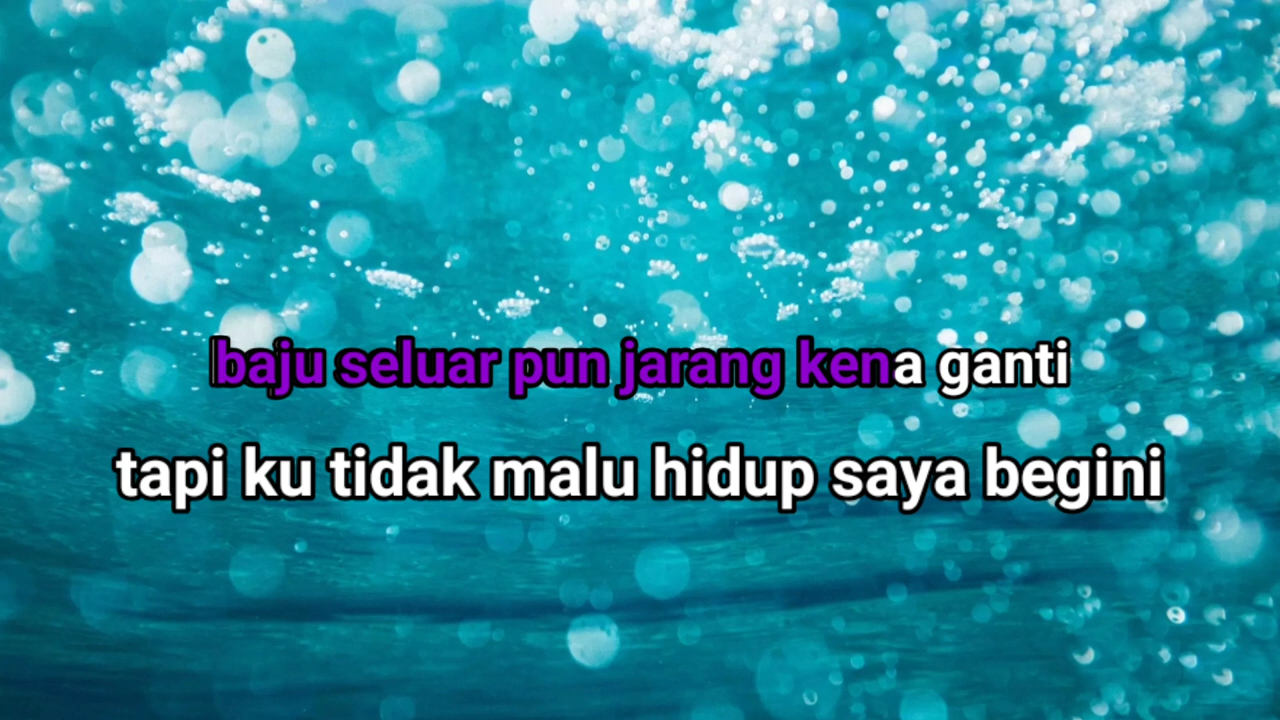 baju seluar pun jarang kena ganti
tapi ku tidak malu hidup saya begini